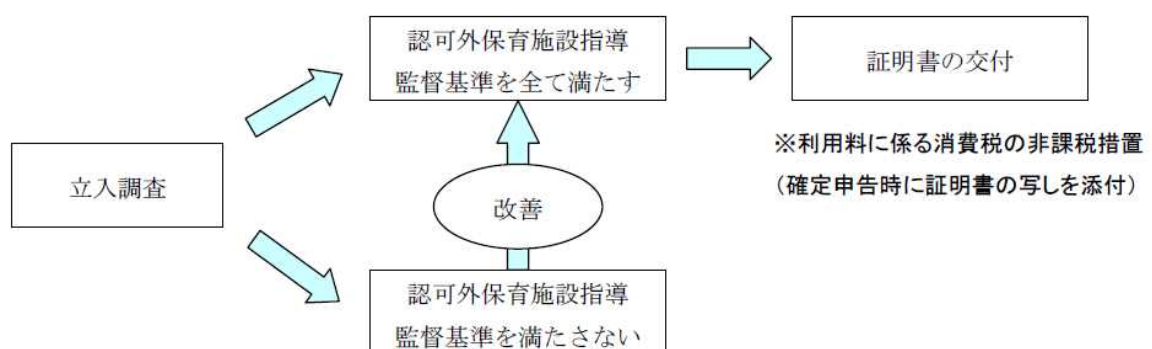 認可外保育施設指導
監督基準を全て満たす
証明書の交付
※利用料に係る消費税の非課税措置
（確定申告時に証明書の写しを添付）
立入調査
改善
認可外保育施設指導
監督基準を満たさない